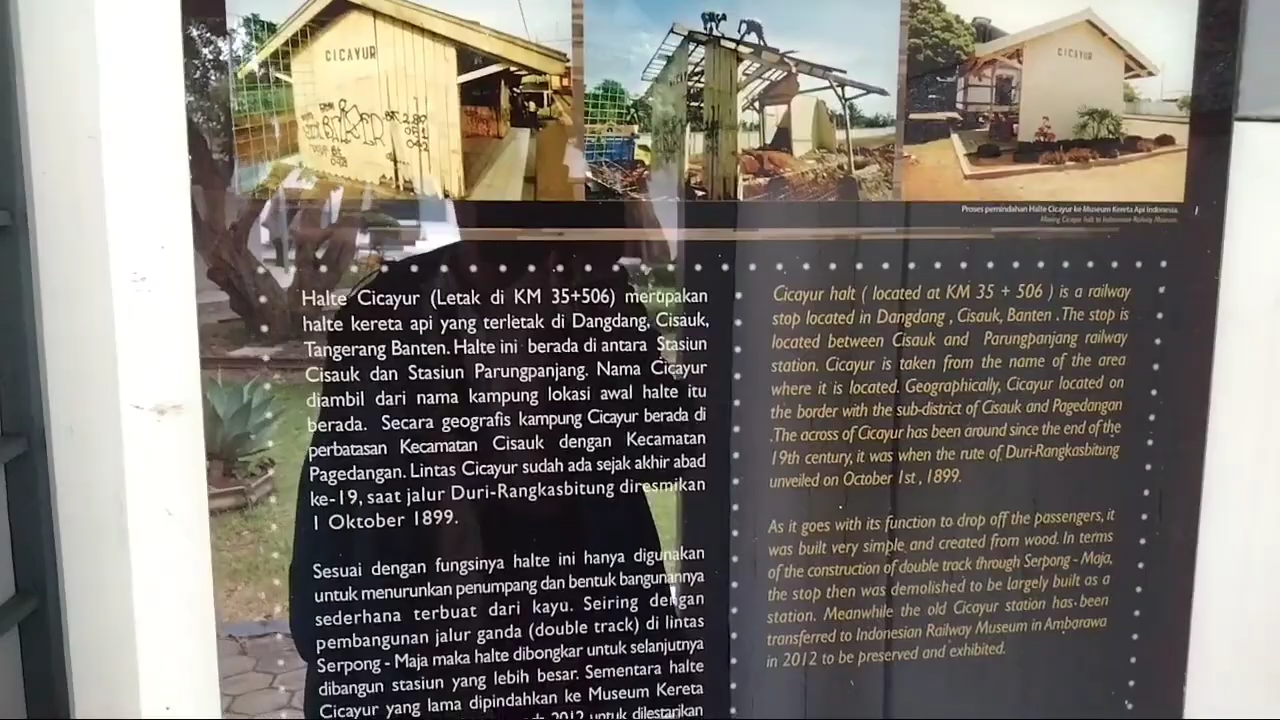 CICAYUR
CICAYUR
Proses pemindahan Halte Cicayur ke Museum Kereta Api Indonesia.
Moving Cicayur halt to Indonesian Railway Museum
Halte Cicayur (Letak di KM 35+506) merupakan
halte kereta api yang terletak di Dangdang, Cisauk,
Tangerang Banten. Halte ini berada di antara Stasiun
Cisauk dan Stasiun Parungpanjang. Nama Cicayur
diambil dari nama kampung lokasi awal halte itu
berada. Secara geografis kampung Cicayur berada di
perbatasan Kecamatan Cisauk dengan Kecamatan
Pagedangan. Lintas Cicayur sudah ada sejak akhir abad
ke-19, saat jalur Duri-Rangkasbitung diresmikan
1 Oktober 1899.
Sesuai dengan fungsinya halte ini hanya digunakan
untuk menurunkan penumpang dan bentuk bangunannya
sederhana terbuat dari kayu. Seiring dengan
pembangunan jalur ganda (double track) di lintas
Serpong - Maja maka halte dibongkar untuk selanjutnya
dibangun stasiun yang lebih besar. Sementara halte
Cicayur yang lama dipindahkan ke Museum Kereta
2012 untuk dilestarikan
Cicayur halt ( located at KM 35 + 506 ) is a railway
stop located in Dangdang , Cisauk, Banten .The stop is
located between Cisauk and Parungpanjang railway
station. Cicayur is taken from the name of the area
where it is located. Geographically, Cicayur located on
the border with the sub-district of Cisauk and Pagedangan
.The across of Cicayur has been around since the end of the
19th century, it was when the rute of Duri-Rangkasbitung
unveiled on October 1st , 1899.
As it goes with its function to drop off the passengers, it
was built very simple and created from wood. In terms
of the construction of double track through Serpong - Maja,
the stop then was demolished to be largely built as a
station. Meanwhile the old Cicayur station has been
transferred to Indonesian Railway Museum in Ambarawa
in 2012 to be preserved and exhibited.